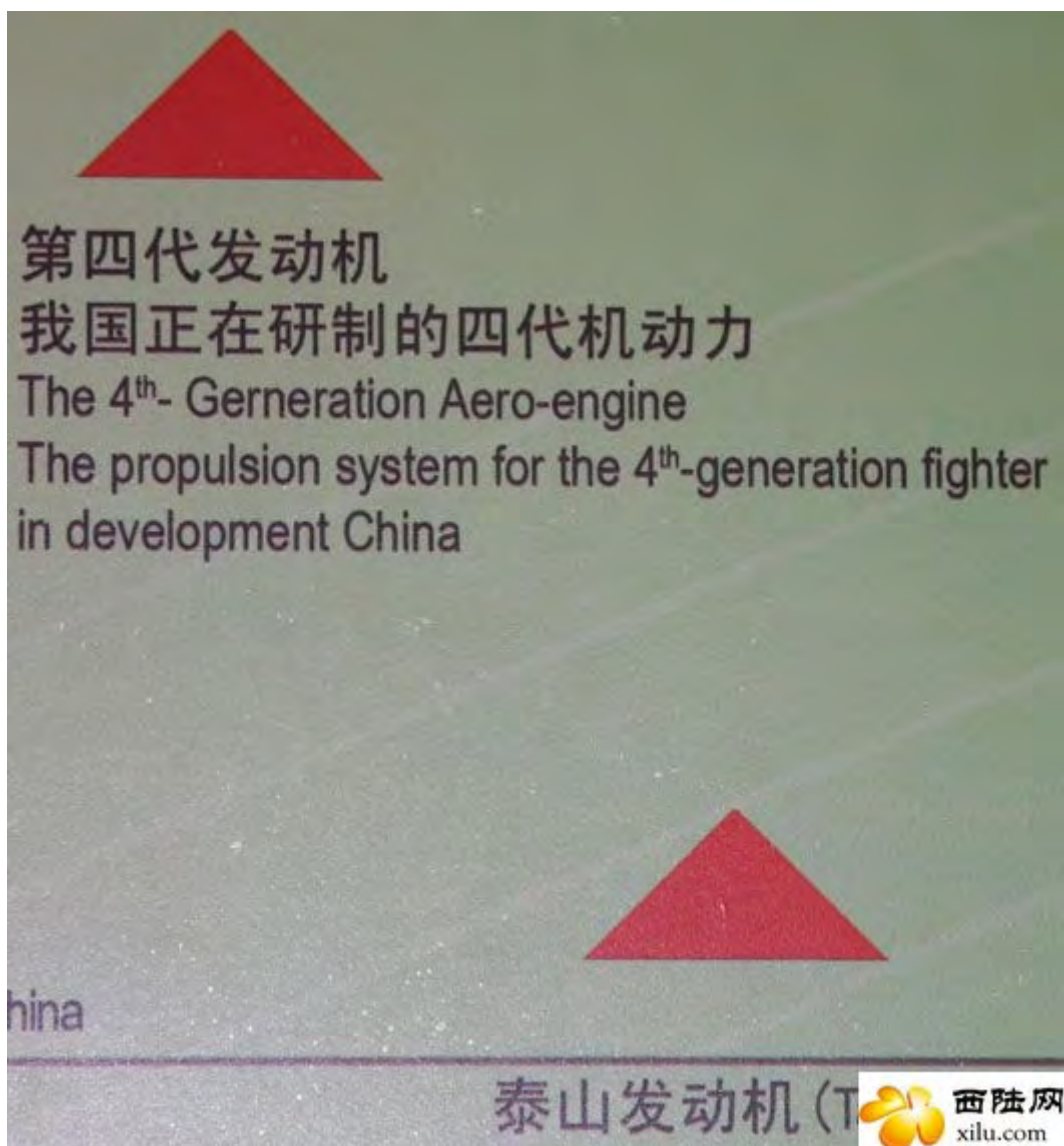 第四代发动机
我国正在研制的四代机动力
The 4th- Gerneration Aero-engine
The propulsion system for the 4th-generation fighter
in development China
hina
泰山发动机(T
西陆网
xilu.com